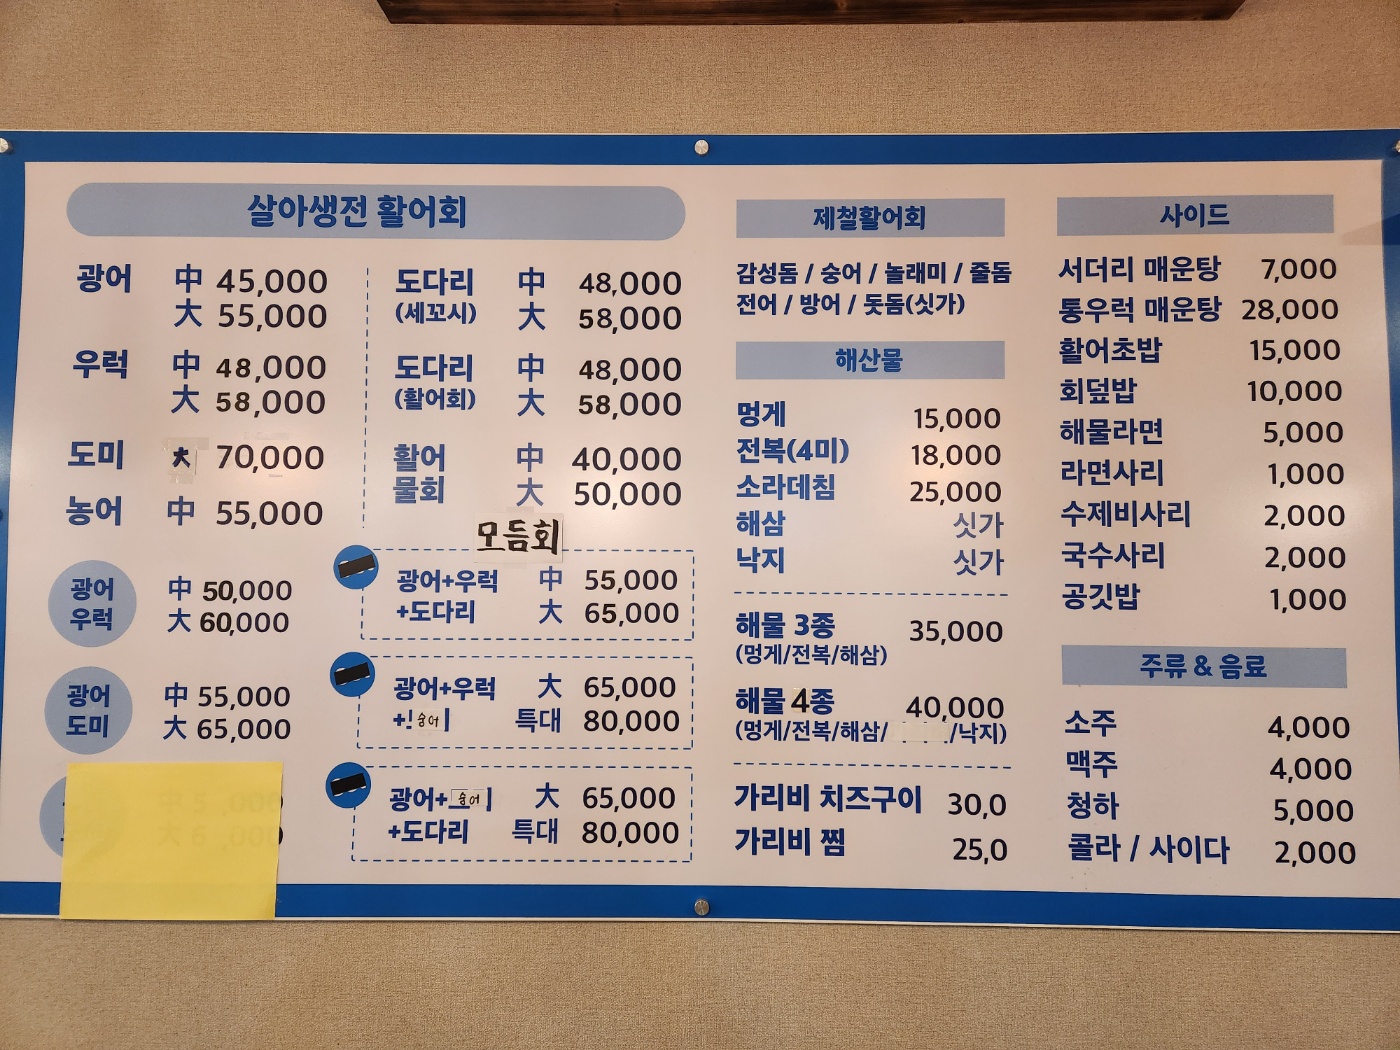 살아생전 활어회
광어 中 45,000
大 55,000
우럭 中 48,000
大 58,000
도미 大 70,000
농어 中 55,000
광어 中 50,000
우럭 大 60,000
광어 中 55,000
도미 大 65,000
도다리 中 48,000
(세꼬시) 大 58,000
도다리 中 48,000
(활어회) 大 58,000
활어 中 40,000
물회 大 50,000
모듬회
광어+우럭 中 55,000
+도다리 大 65,000
광어+우럭 大 65,000
+숭어 특대 80,000
광어+숭어 大 65,000
+도다리 특대 80,000
제철활어회
감성돔 / 숭어 / 놀래미 / 줄돔
전어 / 방어 / 돗돔(싯가)
해산물
멍게 15,000
전복(4미) 18,000
소라데침 25,000
해삼 싯가
낙지 싯가
해물 3종 35,000
(멍게/전복/해삼)
해물 4종 40,000
(멍게/전복/해삼/ /낙지)
가리비 치즈구이 30,0
가리비 찜 25,0
사이드
서더리 매운탕 7,000
통우럭 매운탕 28,000
활어초밥 15,000
회덮밥 10,000
해물라면 5,000
라면사리 1,000
수제비사리 2,000
국수사리 2,000
공깃밥 1,000
주류 & 음료
소주 4,000
맥주 4,000
청하 5,000
콜라 / 사이다 2,000